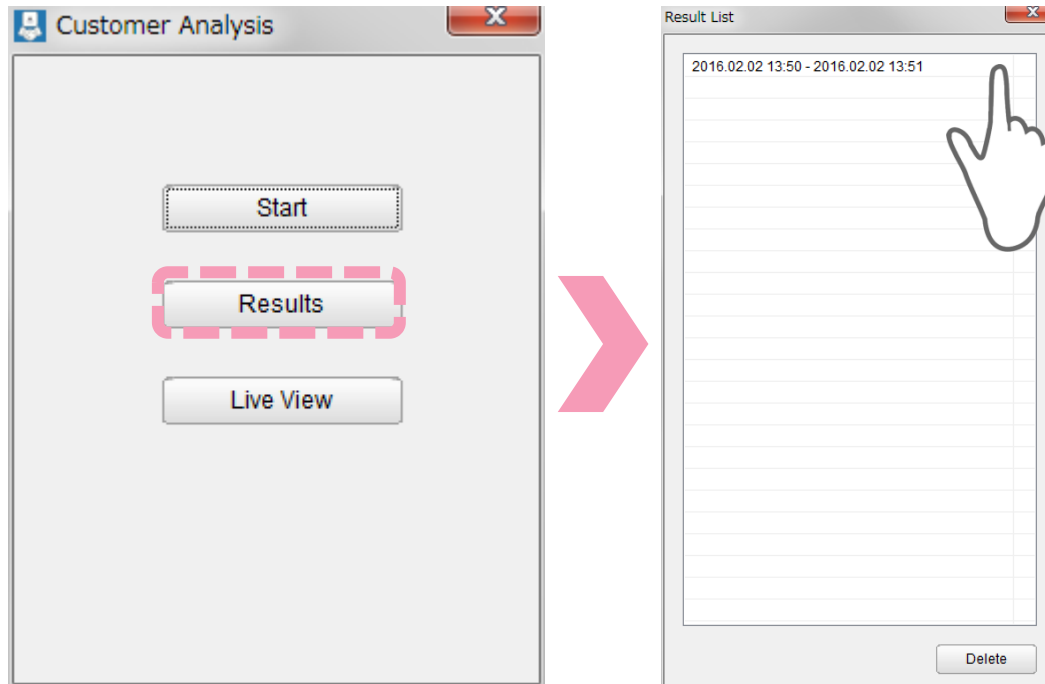 Customer Analysis
Start
Results
Live View
Result List
2016.02.02 13:50 - 2016.02.02 13:51
Delete